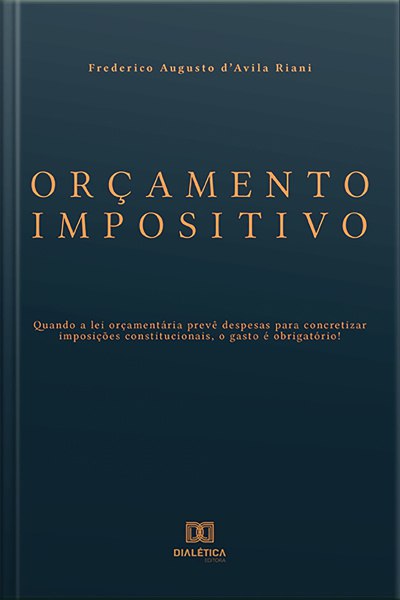 Frederico Augusto d’Avila Riani
ORÇAMENTO
IMPOSITIVO
Quando a lei orçamentária prevê despesas para concretizar
imposições constitucionais, o gasto é obrigatório!
DIALÉTICA
EDITORA